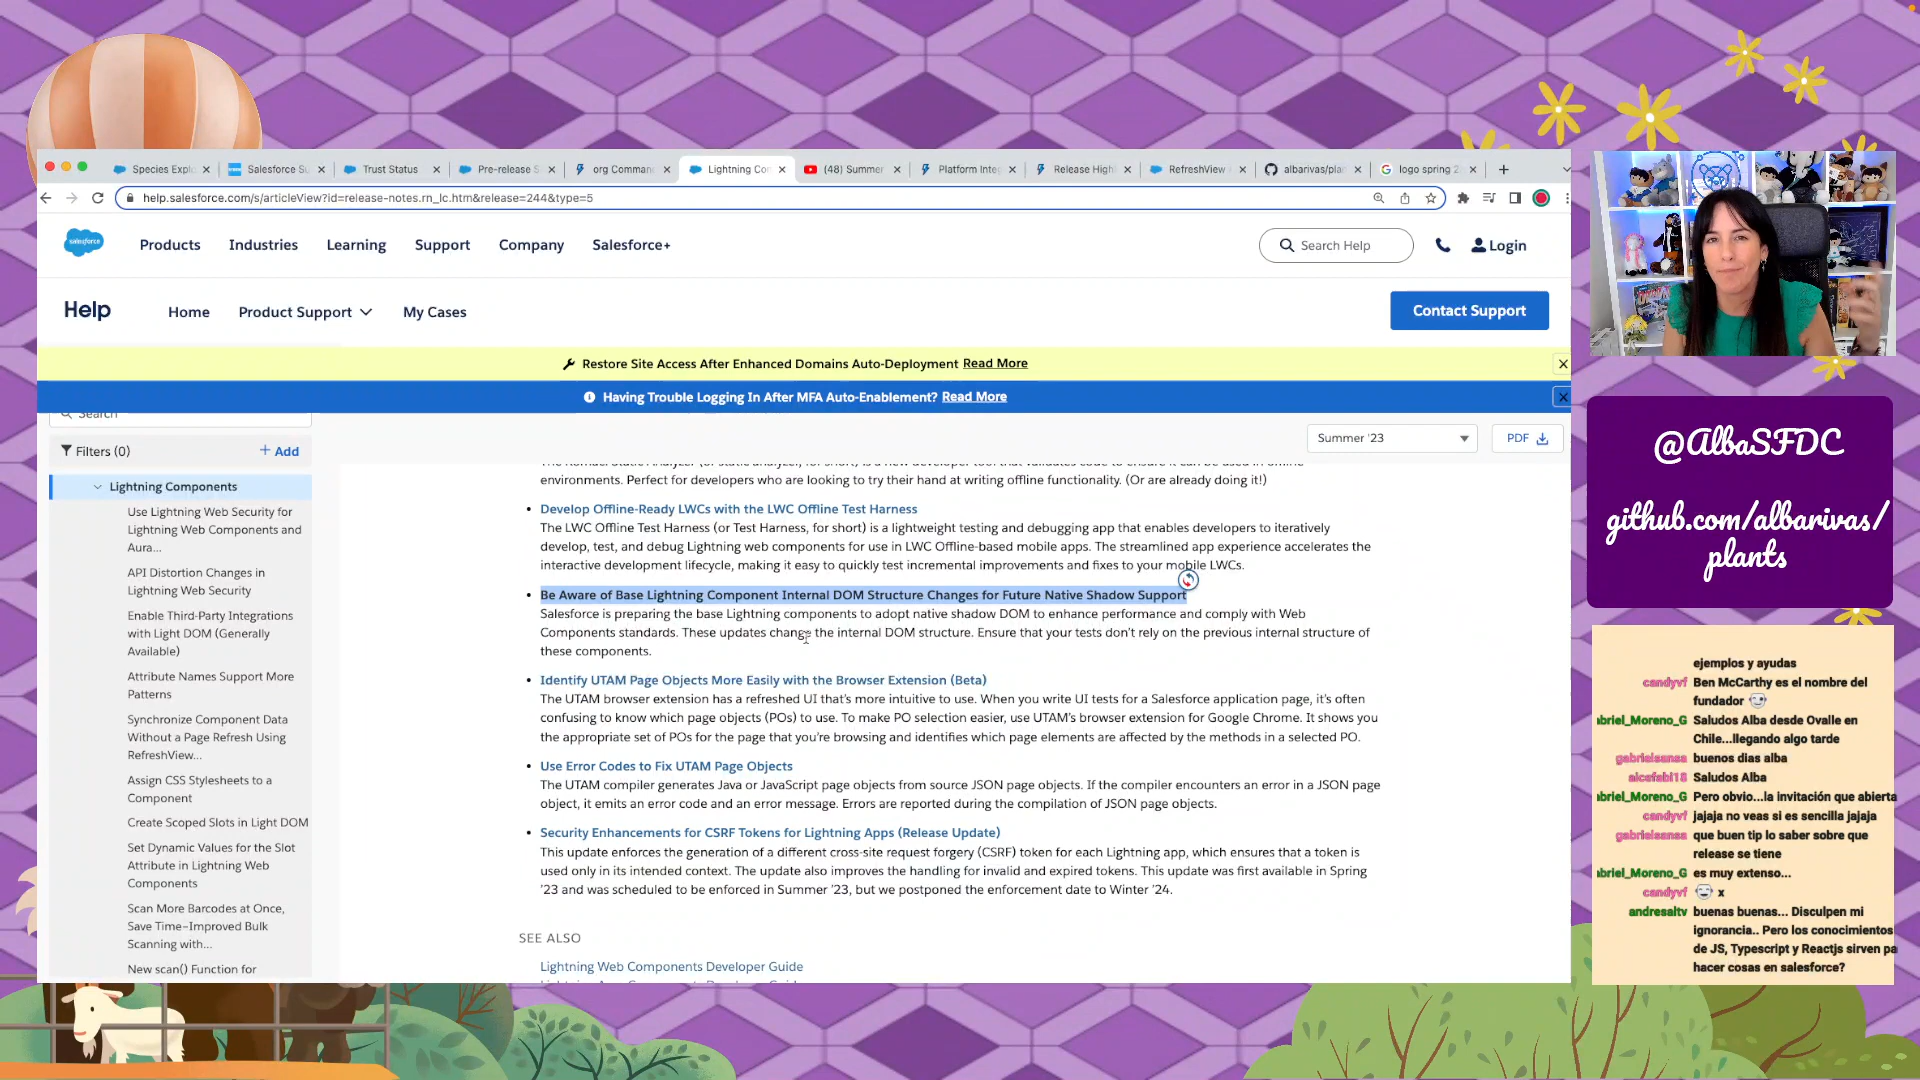 Species Expl
Salesforce Su
Trust Status
Pre-release S
org Comman
Lightning Co
(48) Summer
Platform Inte
Release High
RefreshView
albarivas/pla
logo spring 2
help.salesforce.com/s/articleView?id=release-notes.rn_lc.htm&release=244&type=5
salesforce
Products
Industries
Learning
Support
Company
Salesforce+
Search Help
Login
Help
Home
Product Support
My Cases
Contact Support
Restore Site Access After Enhanced Domains Auto-Deployment Read More
Having Trouble Logging In After MFA Auto-Enablement? Read More
Search
Filters (0)
+ Add
Summer '23
PDF
Lightning Components
Use Lightning Web Security for
Lightning Web Components and
Aura...
API Distortion Changes in
Lightning Web Security
Enable Third-Party Integrations
with Light DOM (Generally
Available)
Attribute Names Support More
Patterns
Synchronize Component Data
Without a Page Refresh Using
RefreshView...
Assign CSS Stylesheets to a
Component
Create Scoped Slots in Light DOM
Set Dynamic Values for the Slot
Attribute in Lightning Web
Components
Scan More Barcodes at Once,
Save Time–Improved Bulk
Scanning with...
New scan() Function for
environments. Perfect for developers who are looking to try their hand at writing offline functionality. (Or are already doing it!)
• Develop Offline-Ready LWCs with the LWC Offline Test Harness
The LWC Offline Test Harness (or Test Harness, for short) is a lightweight testing and debugging app that enables developers to iteratively
develop, test, and debug Lightning web components for use in LWC Offline-based mobile apps. The streamlined app experience accelerates the
interactive development lifecycle, making it easy to quickly test incremental improvements and fixes to your mobile LWCs.
• Be Aware of Base Lightning Component Internal DOM Structure Changes for Future Native Shadow Support
Salesforce is preparing the base Lightning components to adopt native shadow DOM to enhance performance and comply with Web
Components standards. These updates change the internal DOM structure. Ensure that your tests don't rely on the previous internal structure of
these components.
• Identify UTAM Page Objects More Easily with the Browser Extension (Beta)
The UTAM browser extension has a refreshed UI that's more intuitive to use. When you write UI tests for a Salesforce application page, it's often
confusing to know which page objects (POs) to use. To make PO selection easier, use UTAM's browser extension for Google Chrome. It shows you
the appropriate set of POs for the page that you're browsing and identifies which page elements are affected by the methods in a selected PO.
• Use Error Codes to Fix UTAM Page Objects
The UTAM compiler generates Java or JavaScript page objects from source JSON page objects. If the compiler encounters an error in a JSON page
object, it emits an error code and an error message. Errors are reported during the compilation of JSON page objects.
• Security Enhancements for CSRF Tokens for Lightning Apps (Release Update)
This update enforces the generation of a different cross-site request forgery (CSRF) token for each Lightning app, which ensures that a token is
used only in its intended context. The update also improves the handling for invalid and expired tokens. This update was first available in Spring
'23 and was scheduled to be enforced in Summer '23, but we postponed the enforcement date to Winter '24.
SEE ALSO
Lightning Web Components Developer Guide
@AlbaSFDC
github.com/albarivas/
plants
ejemplos y ayudas
candyvf Ben McCarthy es el nombre del
fundador
abriel_Moreno_G Saludos Alba desde Ovalle en
Chile...llegando algo tarde
gabrielsansa buenos dias alba
alcofabi18 Saludos Alba
abriel_Moreno_G Pero obvio...la invitación que abierta
candyvf jajaja no veas si es sencilla jajaja
gabrielsansa que buen tip lo saber sobre que
release se tiene
abriel_Moreno_G es muy extenso...
candyvf x
andresaltv buenas buenas... Disculpen mi
ignorancia.. Pero los conocimientos
de JS, Typescript y Reactjs sirven pa
hacer cosas en salesforce?